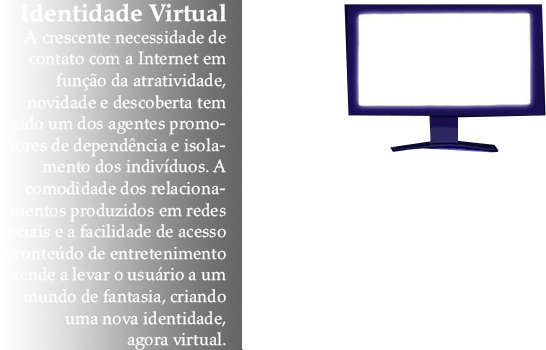 Identidade Virtual
A crescente necessidade de
contato com a Internet em
função da atratividade,
novidade e descoberta tem
sido um dos agentes promo-
tores de dependência e isola-
mento dos indivíduos. A
comodidade dos relaciona-
mentos produzidos em redes
sociais e a facilidade de acesso
conteúdo de entretenimento
tende a levar o usuário a um
mundo de fantasia, criando
uma nova identidade,
agora virtual.